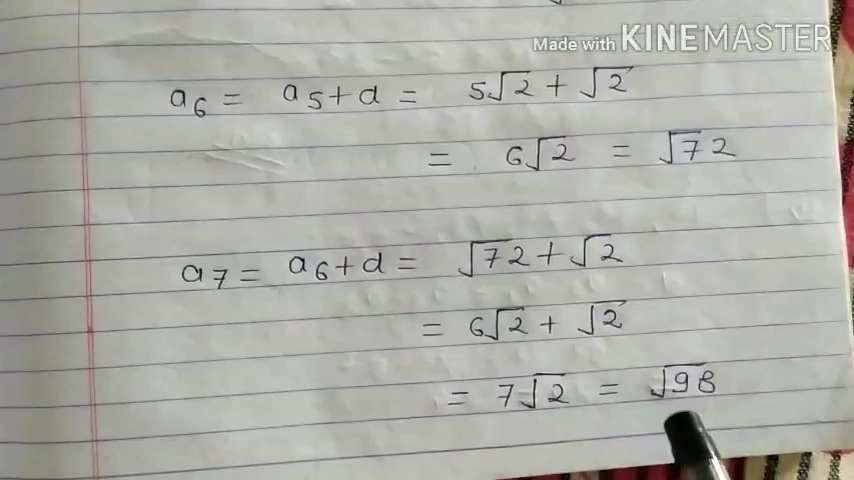 Made with KINEMASTER
a₆ = a₅+d = 5√2 + √2
= 6√2 = √72
a₇ = a₆+d = √72 + √2
= 6√2 + √2
= 7√2 = √98